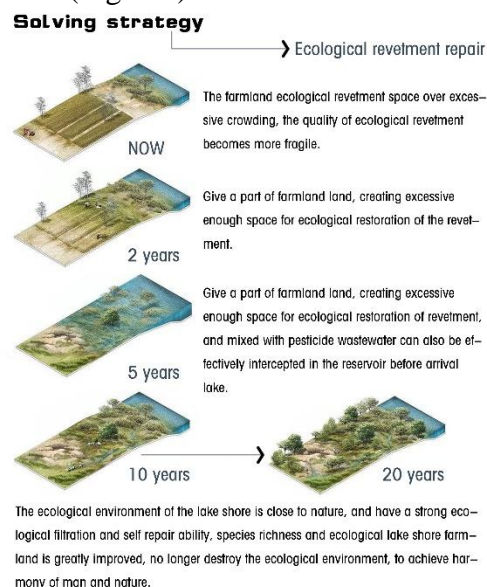 Solving strategy
Ecological revetment repair
The farmland ecological revetment space over exces-
sive crowding, the quality of ecological revetment
becomes more fragile.
NOW
Give a part of farmland land, creating excessive
enough space for ecological restoration of the revet-
ment.
2 years
Give a part of farmland land, creating excessive
enough space for ecological restoration of revetment,
and mixed with pesticide wastewater can also be ef-
fectively intercepted in the reservoir before arrival
lake.
5 years
10 years
20 years
The ecological environment of the lake shore is close to nature, and have a strong eco-
logical filtration and self repair ability, species richness and ecological lake shore farm-
land is greatly improved, no longer destroy the ecological environment, to achieve har-
mony of man and nature.